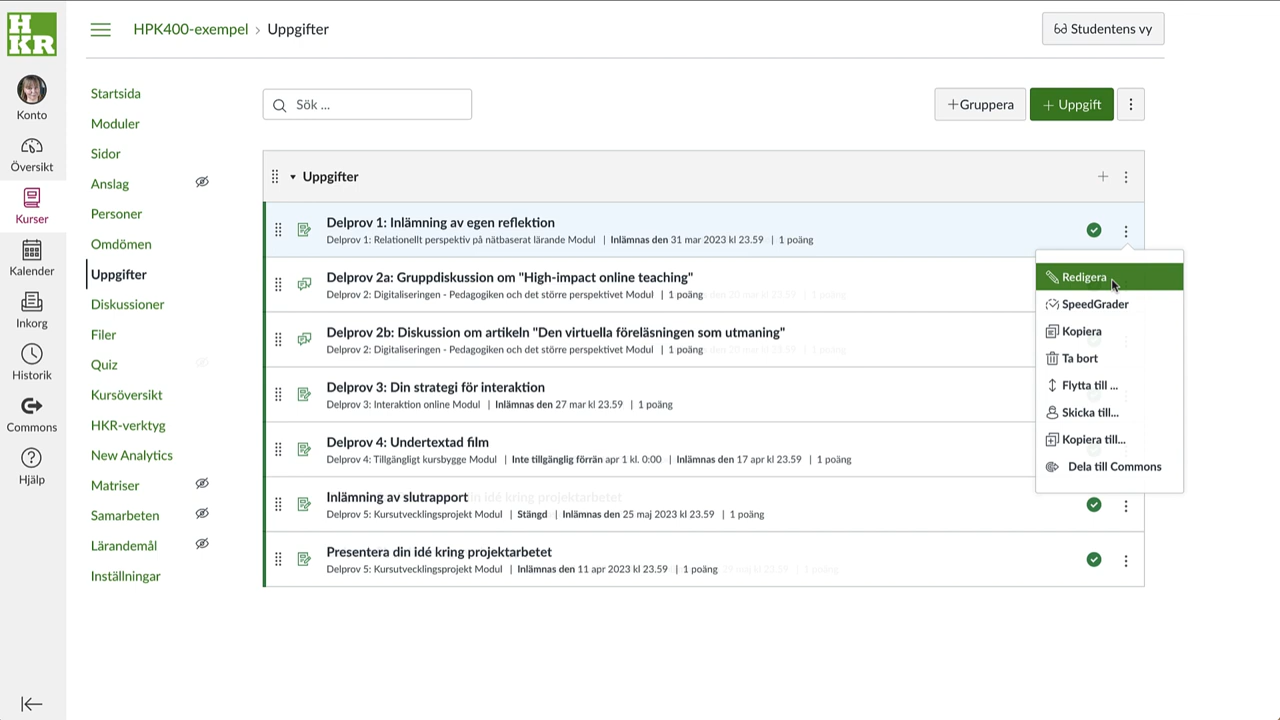 H
KR
HPK400-exempel › Uppgifter
Studentens vy
Konto
Översikt
Kurser
Kalender
Inkorg
Historik
Commons
Hjälp
Startsida
Moduler
Sidor
Anslag
Personer
Omdömen
Uppgifter
Diskussioner
Filer
Quiz
Kursöversikt
HKR-verktyg
New Analytics
Matriser
Samarbeten
Lärandemål
Inställningar
Sök ...
+Gruppera
+ Uppgift
Uppgifter
Delprov 1: Inlämning av egen reflektion
Delprov 1: Relationellt perspektiv på nätbaserat lärande Modul | Inlämnas den 31 mar 2023 kl 23.59 | 1 poäng
Delprov 2a: Gruppdiskussion om "High-impact online teaching"
Delprov 2: Digitaliseringen - Pedagogiken och det större perspektivet Modul | 1 poäng
Delprov 2b: Diskussion om artikeln "Den virtuella föreläsningen som utmaning"
Delprov 2: Digitaliseringen - Pedagogiken och det större perspektivet Modul | 1 poäng
Delprov 3: Din strategi för interaktion
Delprov 3: Interaktion online Modul | Inlämnas den 27 mar kl 23.59 | 1 poäng
Delprov 4: Undertextad film
Delprov 4: Tillgängligt kursbygge Modul | Inte tillgänglig förrän apr 1 kl. 0:00 | Inlämnas den 17 apr kl 23.59 | 1 poäng
Inlämning av slutrapport
Delprov 5: Kursutvecklingsprojekt Modul | Stängd | Inlämnas den 25 maj 2023 kl 23.59 | 1 poäng
Presentera din idé kring projektarbetet
Delprov 5: Kursutvecklingsprojekt Modul | Inlämnas den 11 apr 2023 kl 23.59 | 1 poäng
Redigera
SpeedGrader
Kopiera
Ta bort
Flytta till ...
Skicka till...
Kopiera till...
Dela till Commons